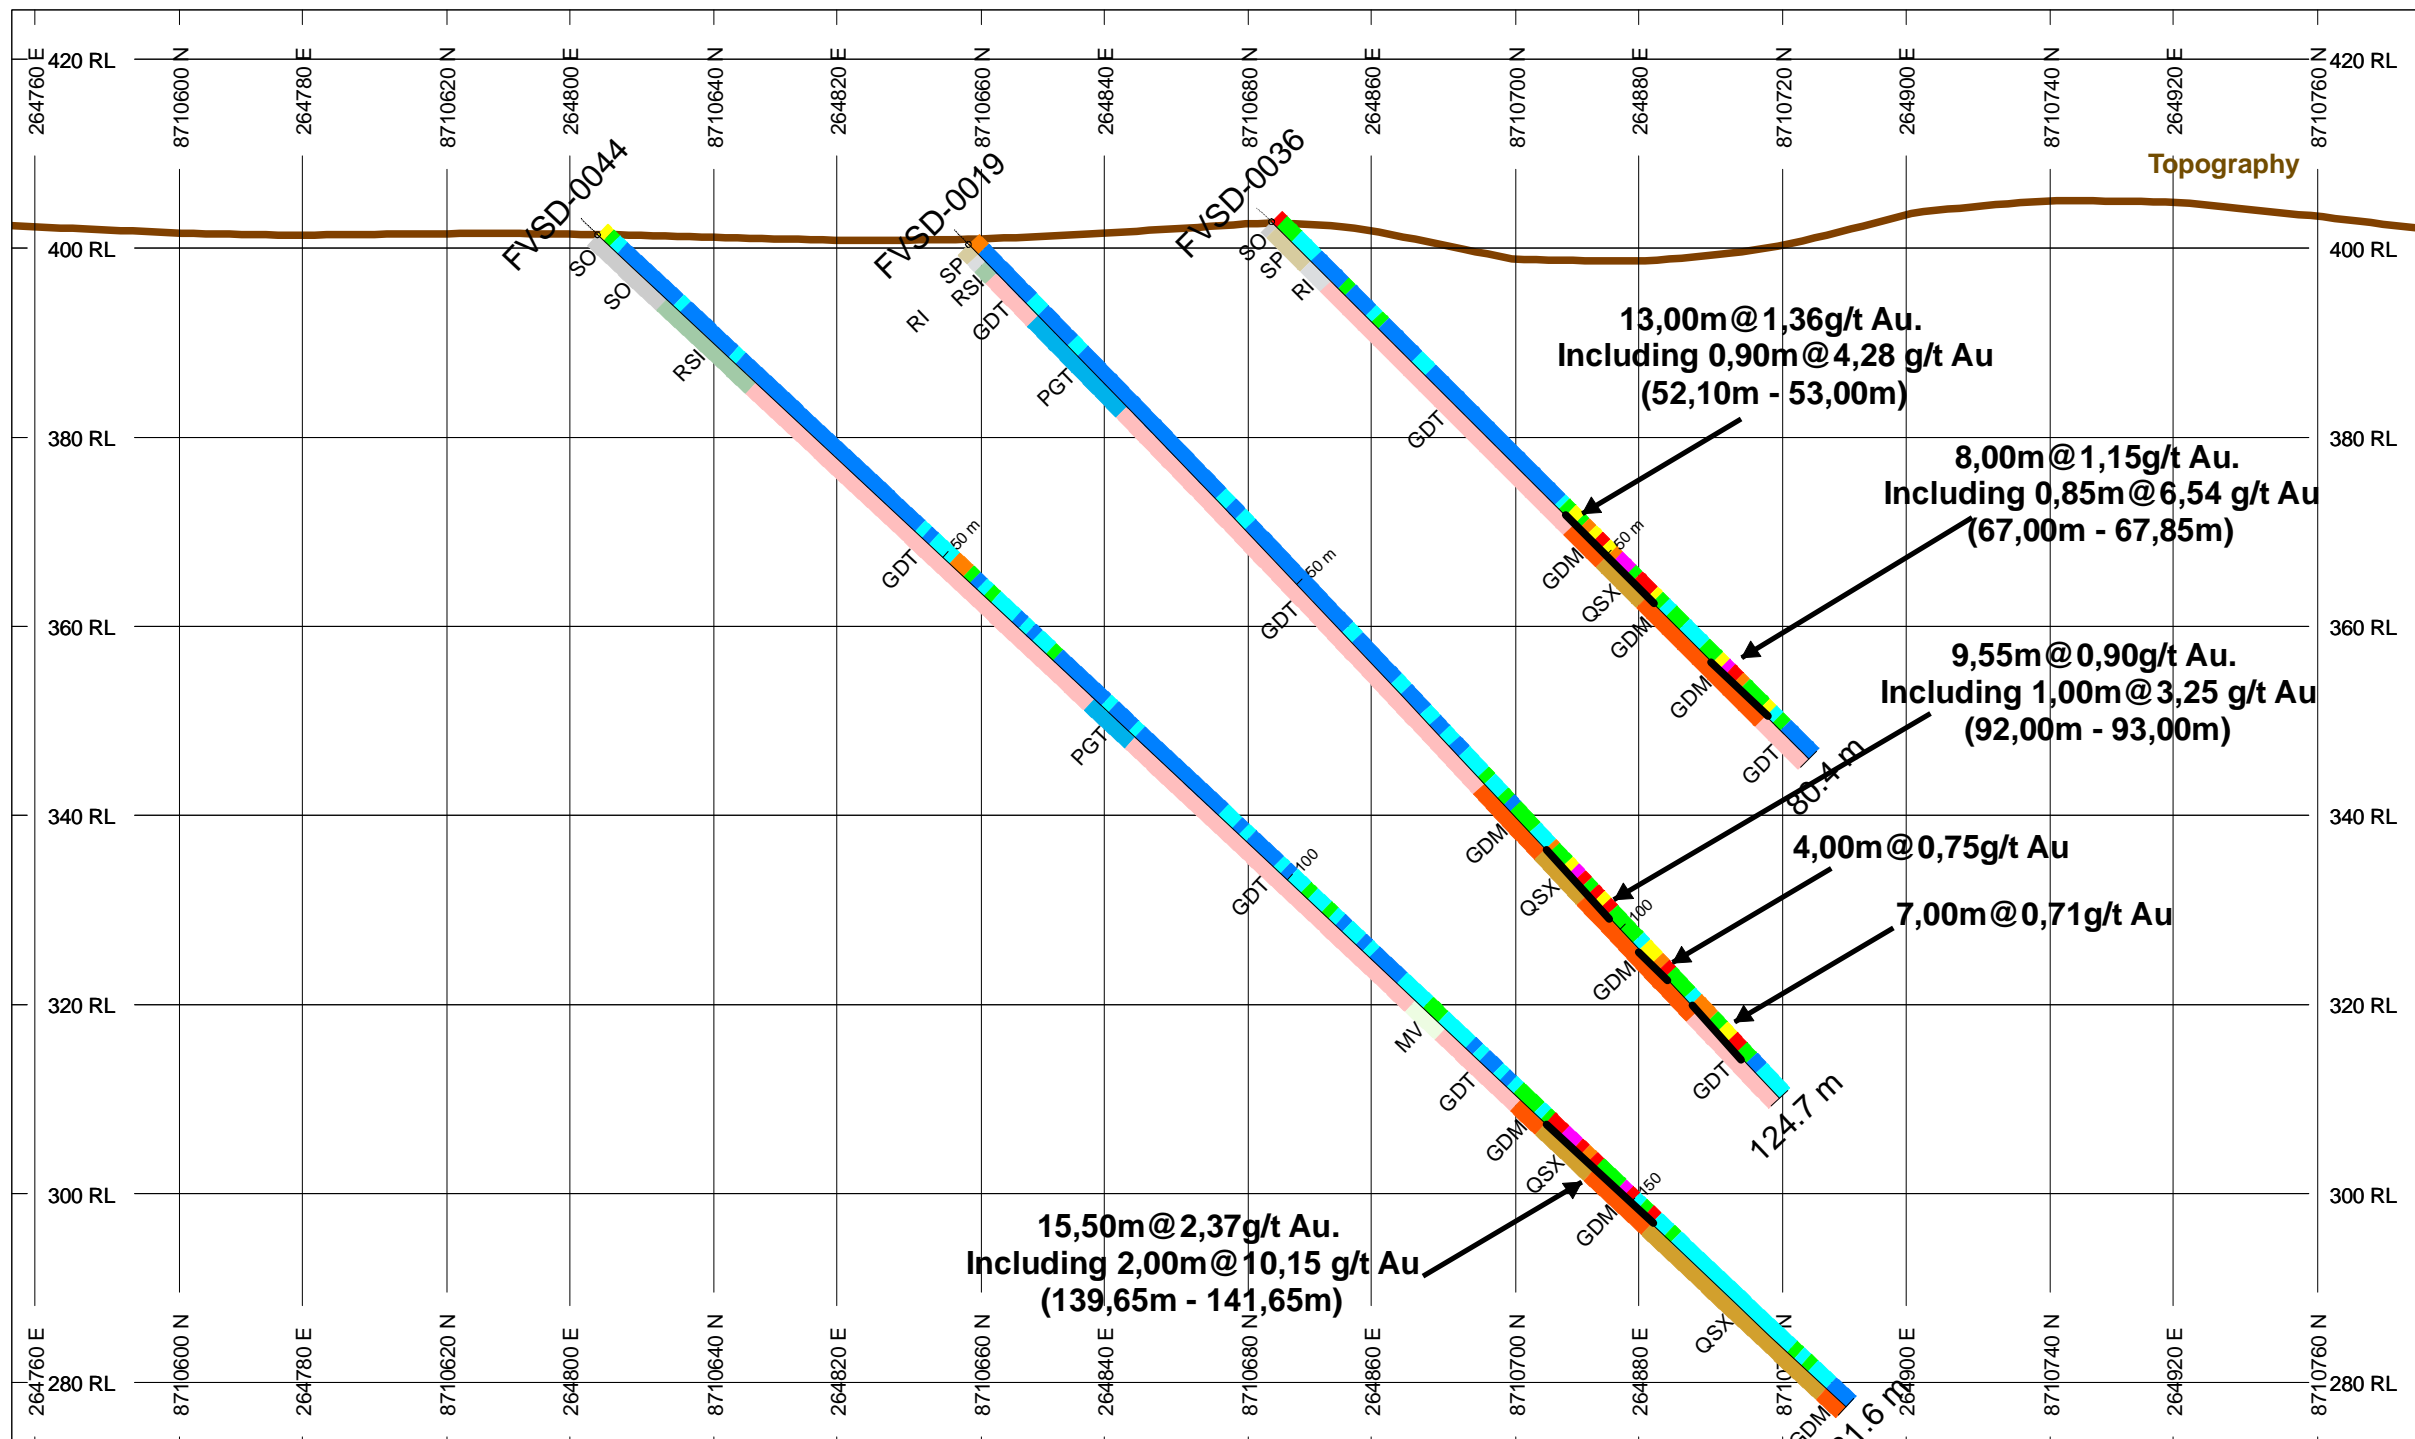 264760 E
8710600 N
264780 E
8710620 N
264800 E
8710640 N
264820 E
8710660 N
264840 E
8710680 N
264860 E
8710700 N
264880 E
8710720 N
264900 E
8710740 N
264920 E
8710760 N
420 RL
420 RL
Topography
FVSD-0044
FVSD-0019
FVSD-0036
400 RL
400 RL
SO
SO
RSI
SP
RSI
RI
GDT
PGT
SO
SP
RI
GDT
13,00m@1,36g/t Au.
Including 0,90m@4,28 g/t Au
(52,10m - 53,00m)
380 RL
380 RL
8,00m@1,15g/t Au.
Including 0,85m@6,54 g/t Au
(67,00m - 67,85m)
GDT
50 m
GDT
50 m
GDM
50 m
QSX
GDM
GDM
GDT
80.4 m
360 RL
360 RL
9,55m@0,90g/t Au.
Including 1,00m@3,25 g/t Au
(92,00m - 93,00m)
PGT
340 RL
340 RL
4,00m@0,75g/t Au
7,00m@0,71g/t Au
GDT
100
GDM
QSX
100
GDM
GDT
124.7 m
320 RL
320 RL
MV
GDT
GDM
QSX
150
GDM
300 RL
300 RL
15,50m@2,37g/t Au.
Including 2,00m@10,15 g/t Au
(139,65m - 141,65m)
QSX
GDM
280 RL
280 RL
264760 E
8710600 N
264780 E
8710620 N
264800 E
8710640 N
264820 E
8710660 N
264840 E
8710680 N
264860 E
8710700 N
264880 E
264900 E
8710740 N
264920 E
8710760 N